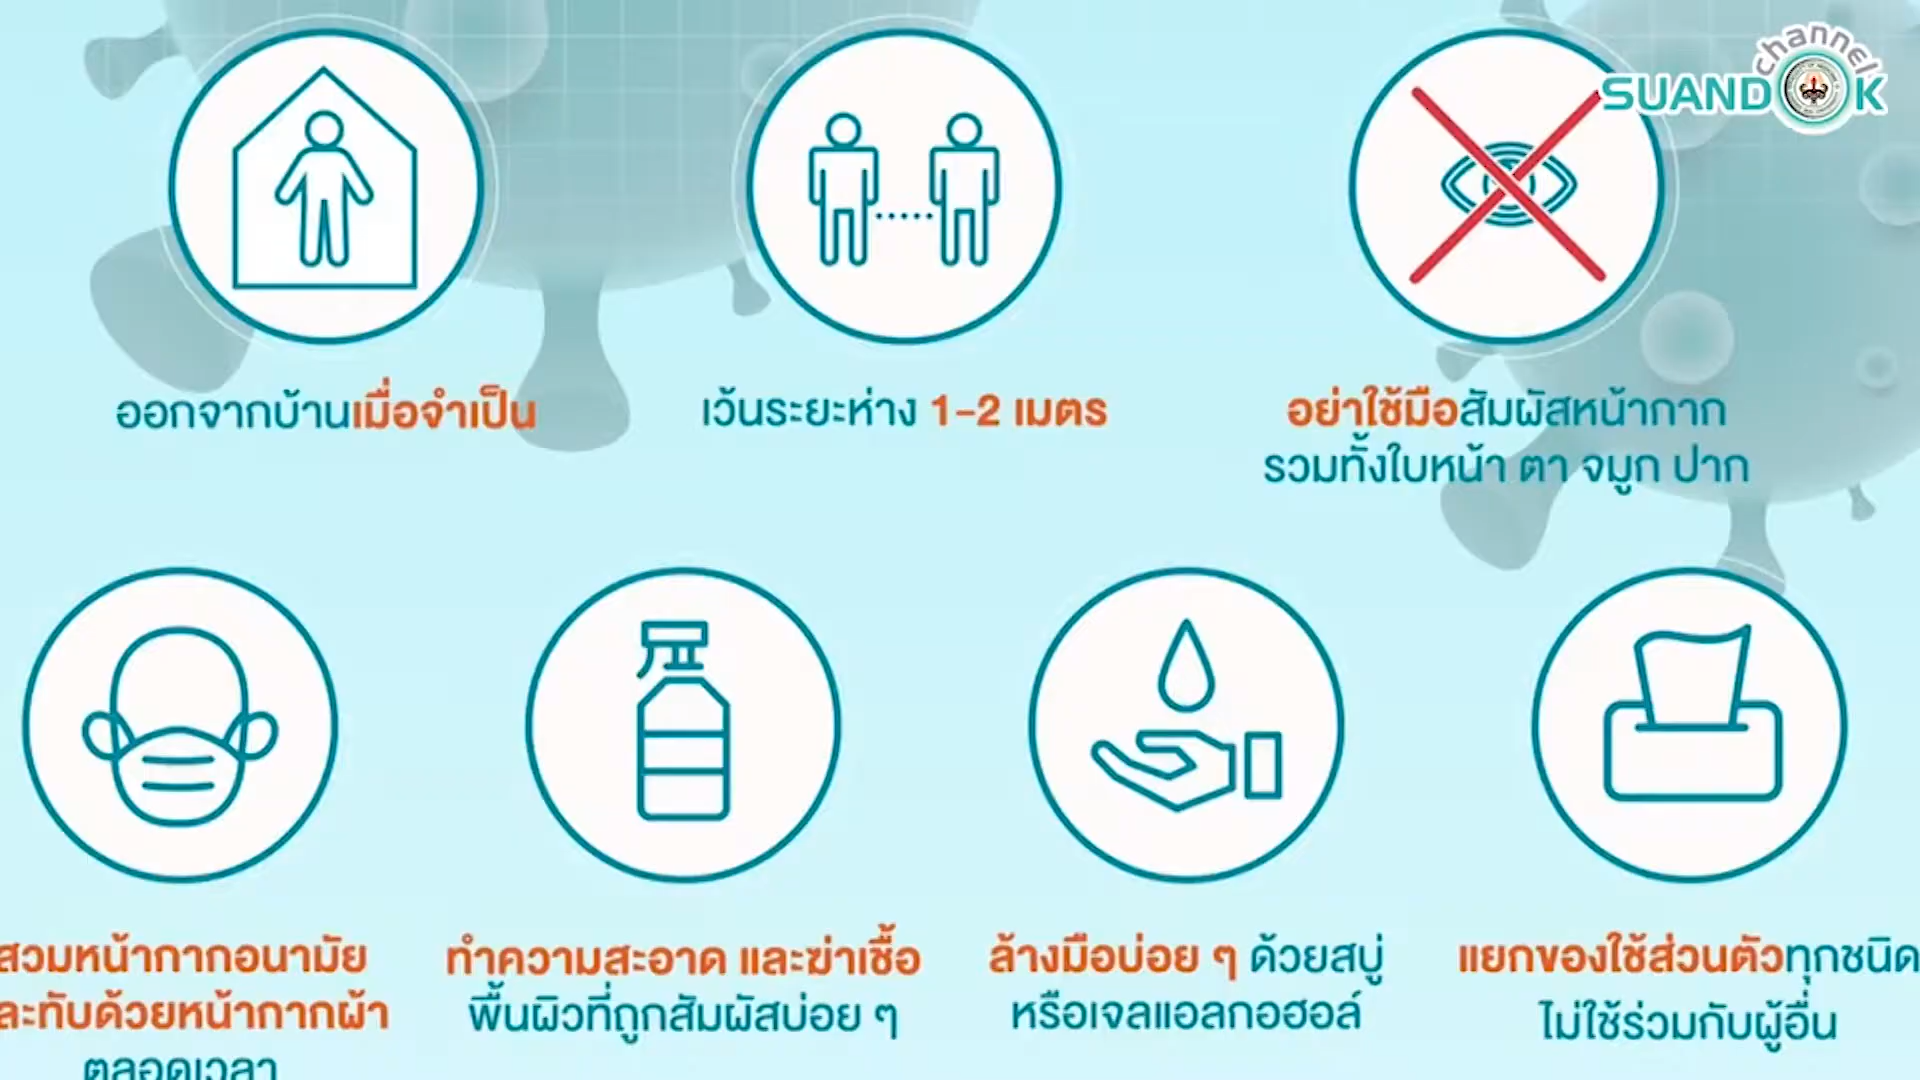 channel
SUANDOK
ออกจากบ้านเมื่อจำเป็น
เว้นระยะห่าง 1-2 เมตร
อย่าใช้มือสัมผัสหน้ากาก
รวมทั้งใบหน้า ตา จมูก ปาก
สวมหน้ากากอนามัย
ละทับด้วยหน้ากากผ้า
ตลอดเวลา
ทำความสะอาด และฆ่าเชื้อ
พื้นผิวที่ถูกสัมผัสบ่อย ๆ
ล้างมือบ่อย ๆ ด้วยสบู่
หรือเจลแอลกอฮอล์
แยกของใช้ส่วนตัวทุกชนิด
ไม่ใช้ร่วมกับผู้อื่น